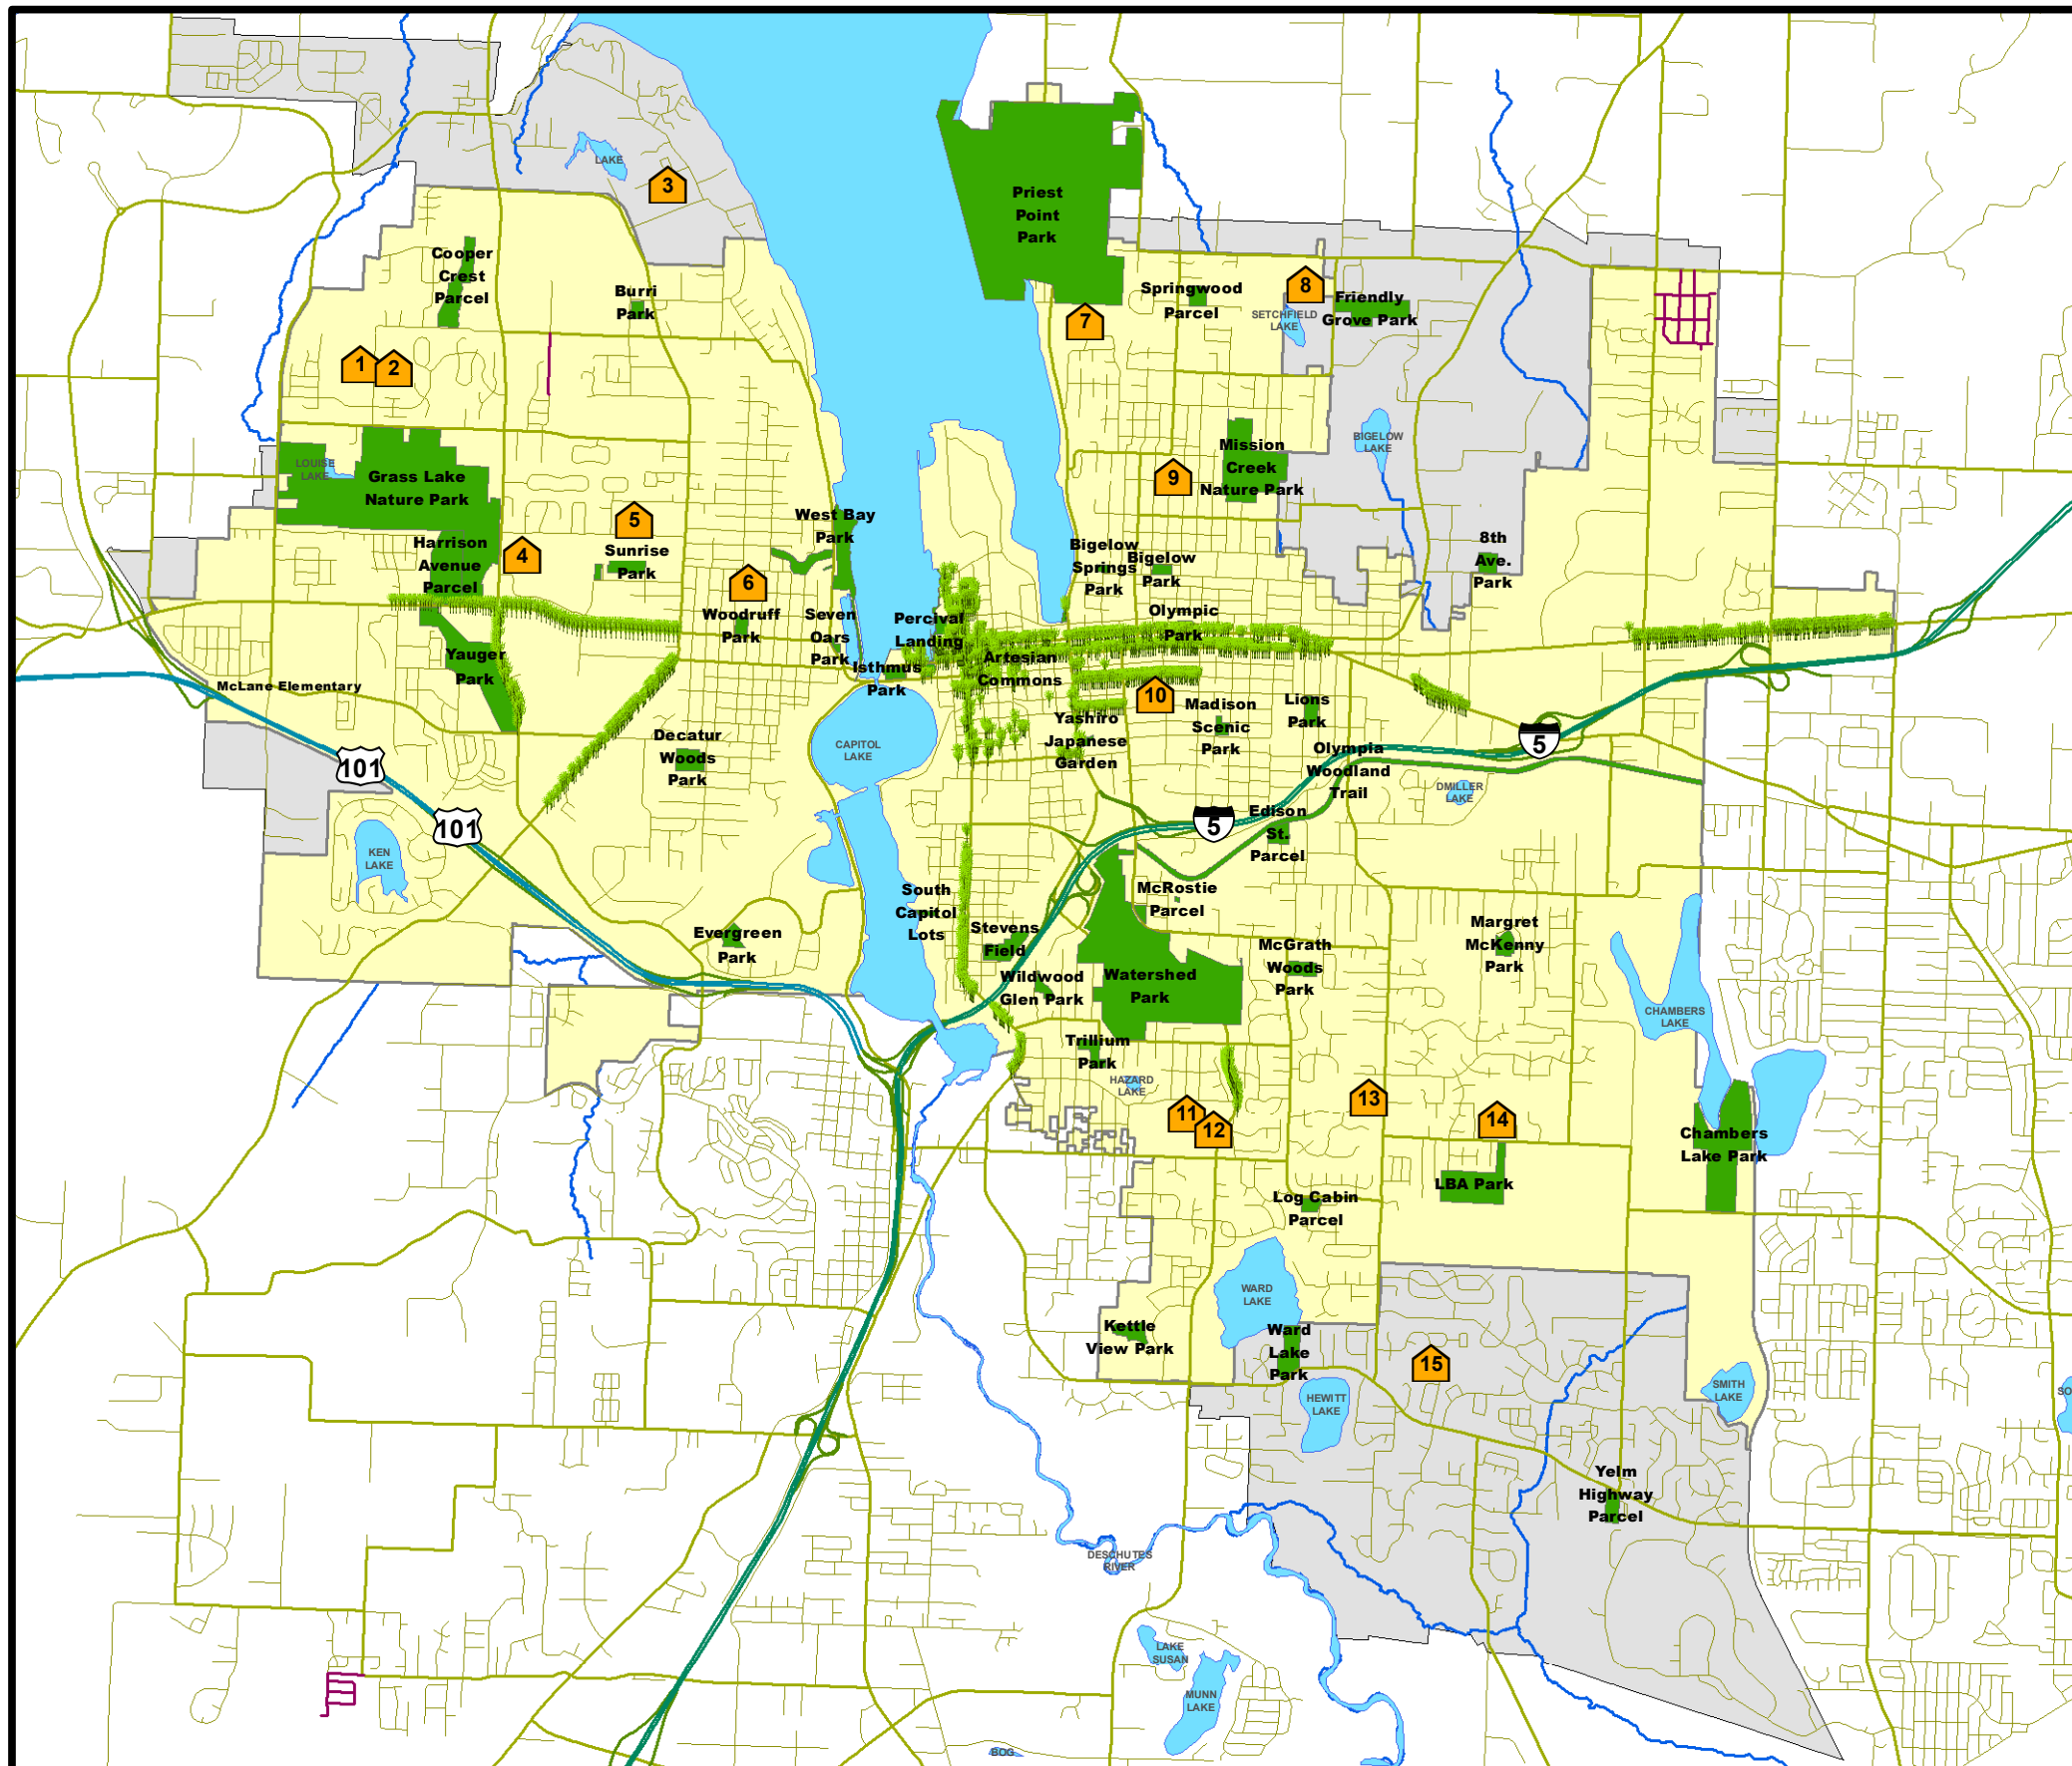 LAKE
3
Priest
Point
Park
Cooper
Crest
Parcel
Burri
Park
Springwood
Parcel
8
Friendly
Grove Park
SETCHFIELD
LAKE
7
1
2
Mission
Creek
Nature Park
BIGELOW
LAKE
9
LOUISE
LAKE
Grass Lake
Nature Park
5
Sunrise
Park
4
Harrison
Avenue
Parcel
West Bay
Park
6
Woodruff
Park
Seven
Oars
Park
Percival
Landing
Isthmus
Park
Bigelow
Springs
Park
Bigelow
Park
Olympic
Park
8th
Ave.
Park
Artesian
Commons
Yauger
Park
McLane Elementary
101
101
KEN
LAKE
Decatur
Woods
Park
CAPITOL
LAKE
10
Yashiro
Japanese
Garden
Madison
Scenic
Park
Lions
Park
Olympia
Woodland
Trail
5
5
DMILLER
LAKE
Edison
St.
Parcel
McRostie
Parcel
South
Capitol
Lots
Stevens
Field
Evergreen
Park
Wildwood
Glen Park
Watershed
Park
McGrath
Woods
Park
Margret
McKenny
Park
CHAMBERS
LAKE
Trillium
Park
HAZARD
LAKE
11
12
13
14
Chambers
Lake Park
LBA Park
Log Cabin
Parcel
WARD
LAKE
Kettle
View Park
Ward
Lake
Park
15
HEWITT
LAKE
SMITH
LAKE
SO
Yelm
Highway
Parcel
DESCHUTES
RIVER
LAKE
SUSAN
MUNN
LAKE
BOG